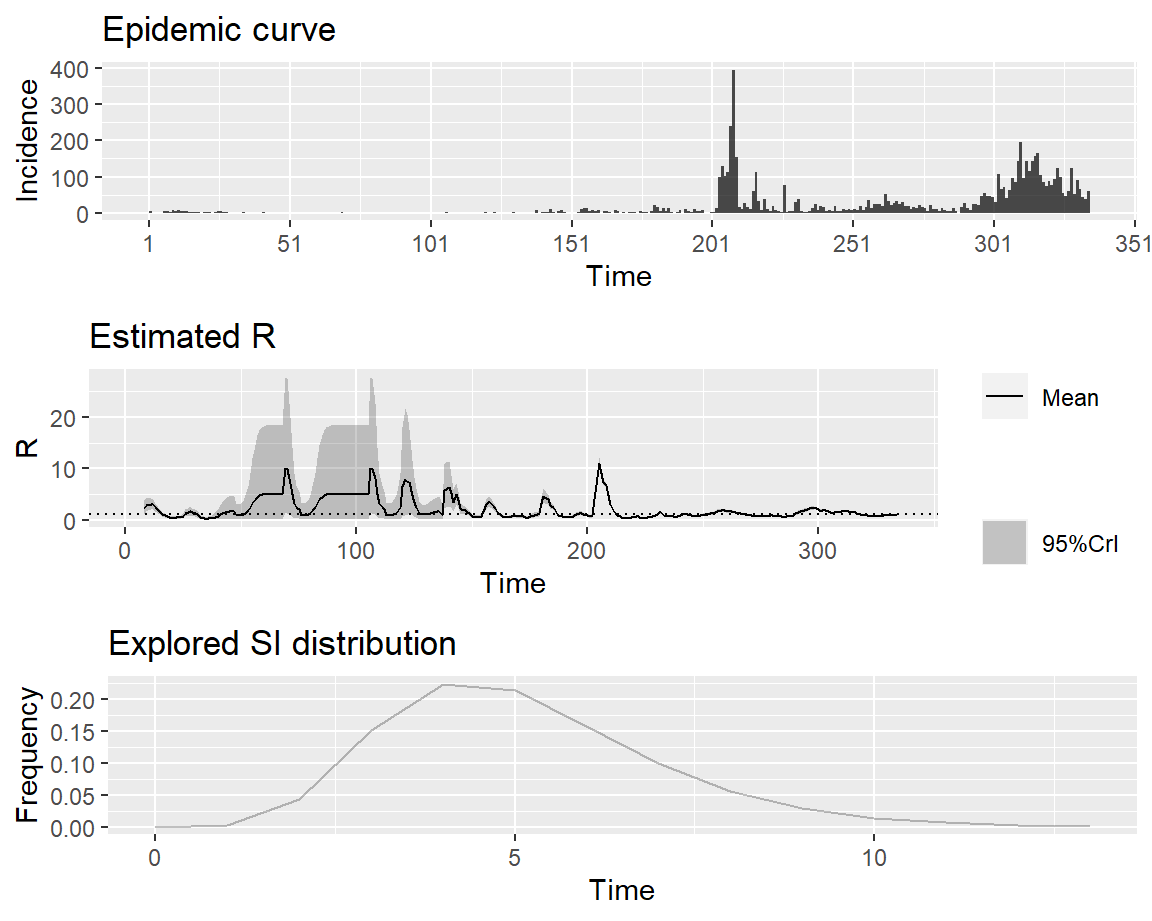 Epidemic curve
400
300
200
100
0
Incidence
1 51 101 151 201 251 301 351
Time
Estimated R
20
10
0
R
0 100 200 300
Time
Mean
95%CrI
Explored SI distribution
0.20
0.15
0.10
0.05
0.00
Frequency
0 5 10
Time